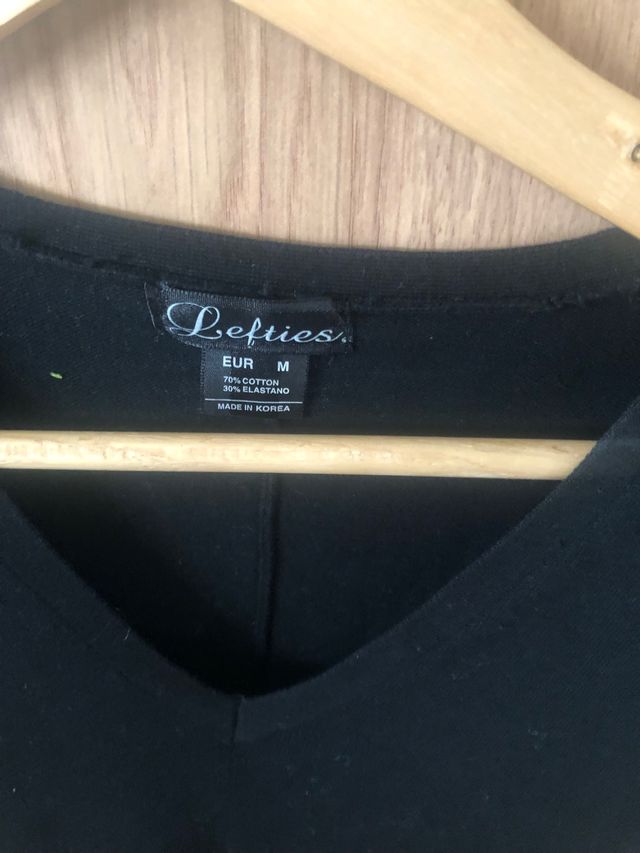 Lefties.
EUR M
70% COTTON
30% ELASTANO
MADE IN KOREA